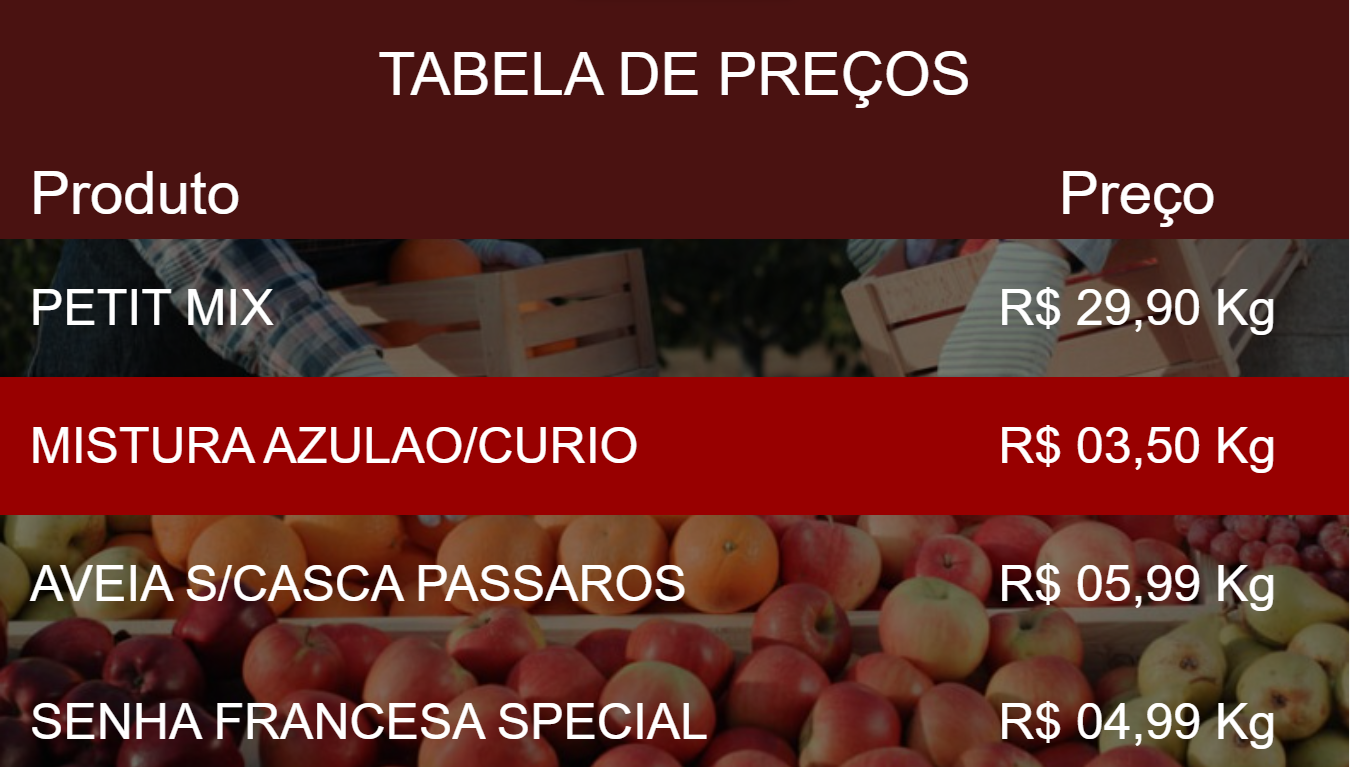 TABELA DE PREÇOS
Produto Preço
PETIT MIX R$ 29,90 Kg
MISTURA AZULAO/CURIO R$ 03,50 Kg
AVEIA S/CASCA PASSAROS R$ 05,99 Kg
SENHA FRANCESA SPECIAL R$ 04,99 Kg